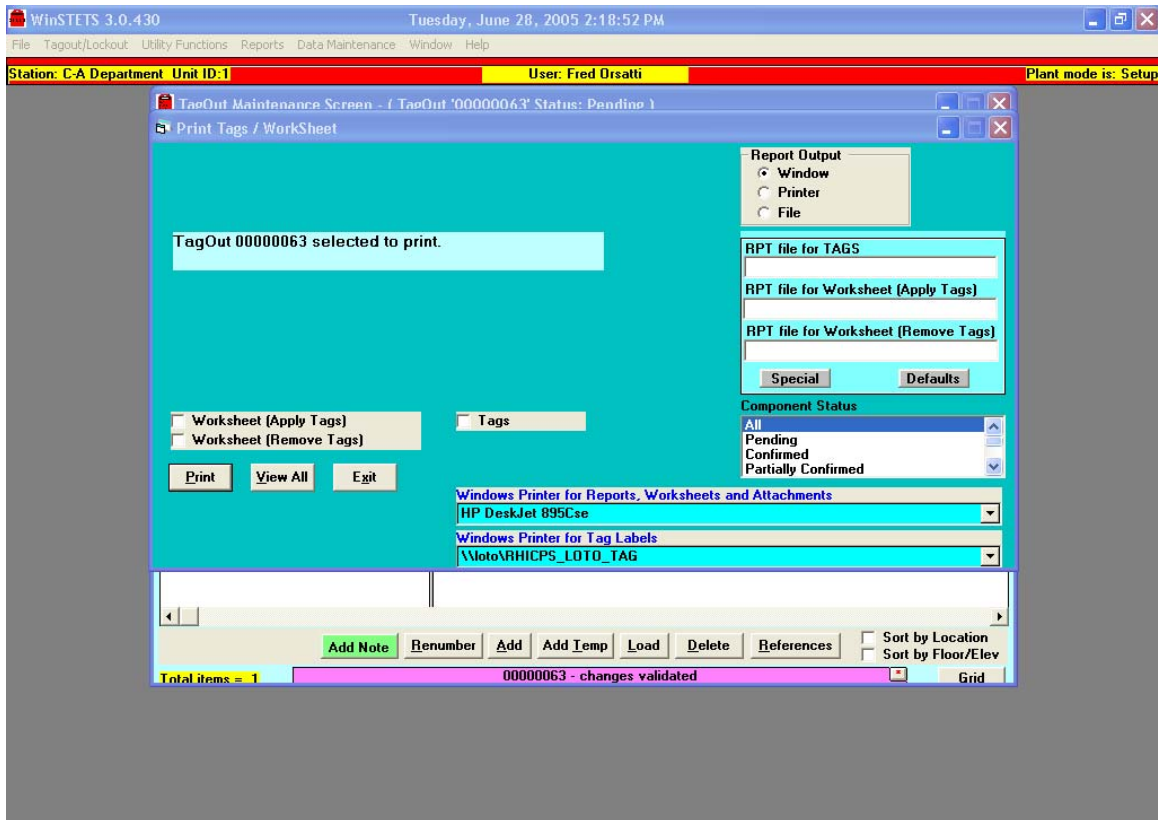 WinSTETS 3.0.430 Tuesday, June 28, 2005 2:18:52 PM
File Tagout/Lockout Utility Functions Reports Data Maintenance Window Help
Station: C-A Department Unit ID:1 User: Fred Orsatti Plant mode is: Setup
TagOut Maintenance Screen - ( TagOut '00000063' Status: Pending )
Print Tags / WorkSheet
Report Output
Window
Printer
File
TagOut 00000063 selected to print.
RPT file for TAGS
RPT file for Worksheet (Apply Tags)
RPT file for Worksheet (Remove Tags)
Special Defaults
Component Status
All
Pending
Confirmed
Partially Confirmed
Worksheet (Apply Tags)
Worksheet (Remove Tags)
Tags
Print View All Exit
Windows Printer for Reports, Worksheets and Attachments
HP DeskJet 895Cse
Windows Printer for Tag Labels
\\loto\RHICPS_LOTO_TAG
Add Note Renumber Add Add Temp Load Delete References
Sort by Location
Sort by Floor/Elev
Total items = 1 00000063 - changes validated * Grid